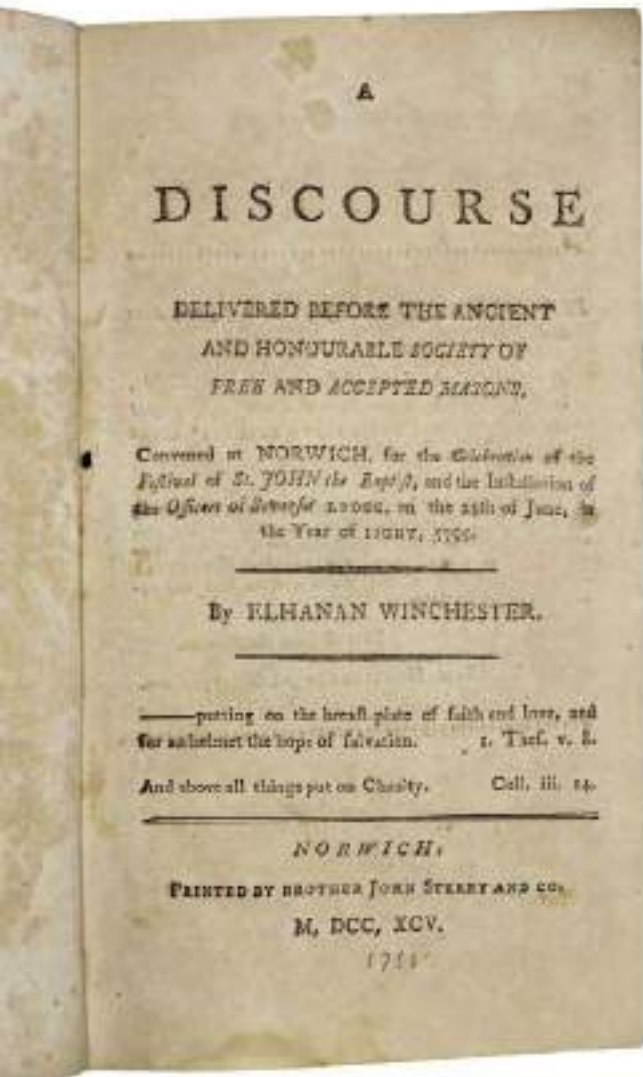 A
DISCOURSE
DELIVERED BEFORE THE ANCIENT
AND HONOURABLE SOCIETY OF
FREE AND ACCEPTED MASONS,
Convened at NORWICH, for the Celebration of the
Festival of St. JOHN the Baptist, and the Installation of
the Officers of Somerset LODGE, on the of June, in
the Year of LIGHT, 5795.
By ELHANAN WINCHESTER.
———putting on the breast plate of faith and love, and
for an helmet the hope of salvation. 1. Thes. v. 8.
And above all things put on Charity. Coll. iii. 14.
NORWICH:
PRINTED BY BROTHER JOHN STERRY AND CO.
M, DCC, XCV.